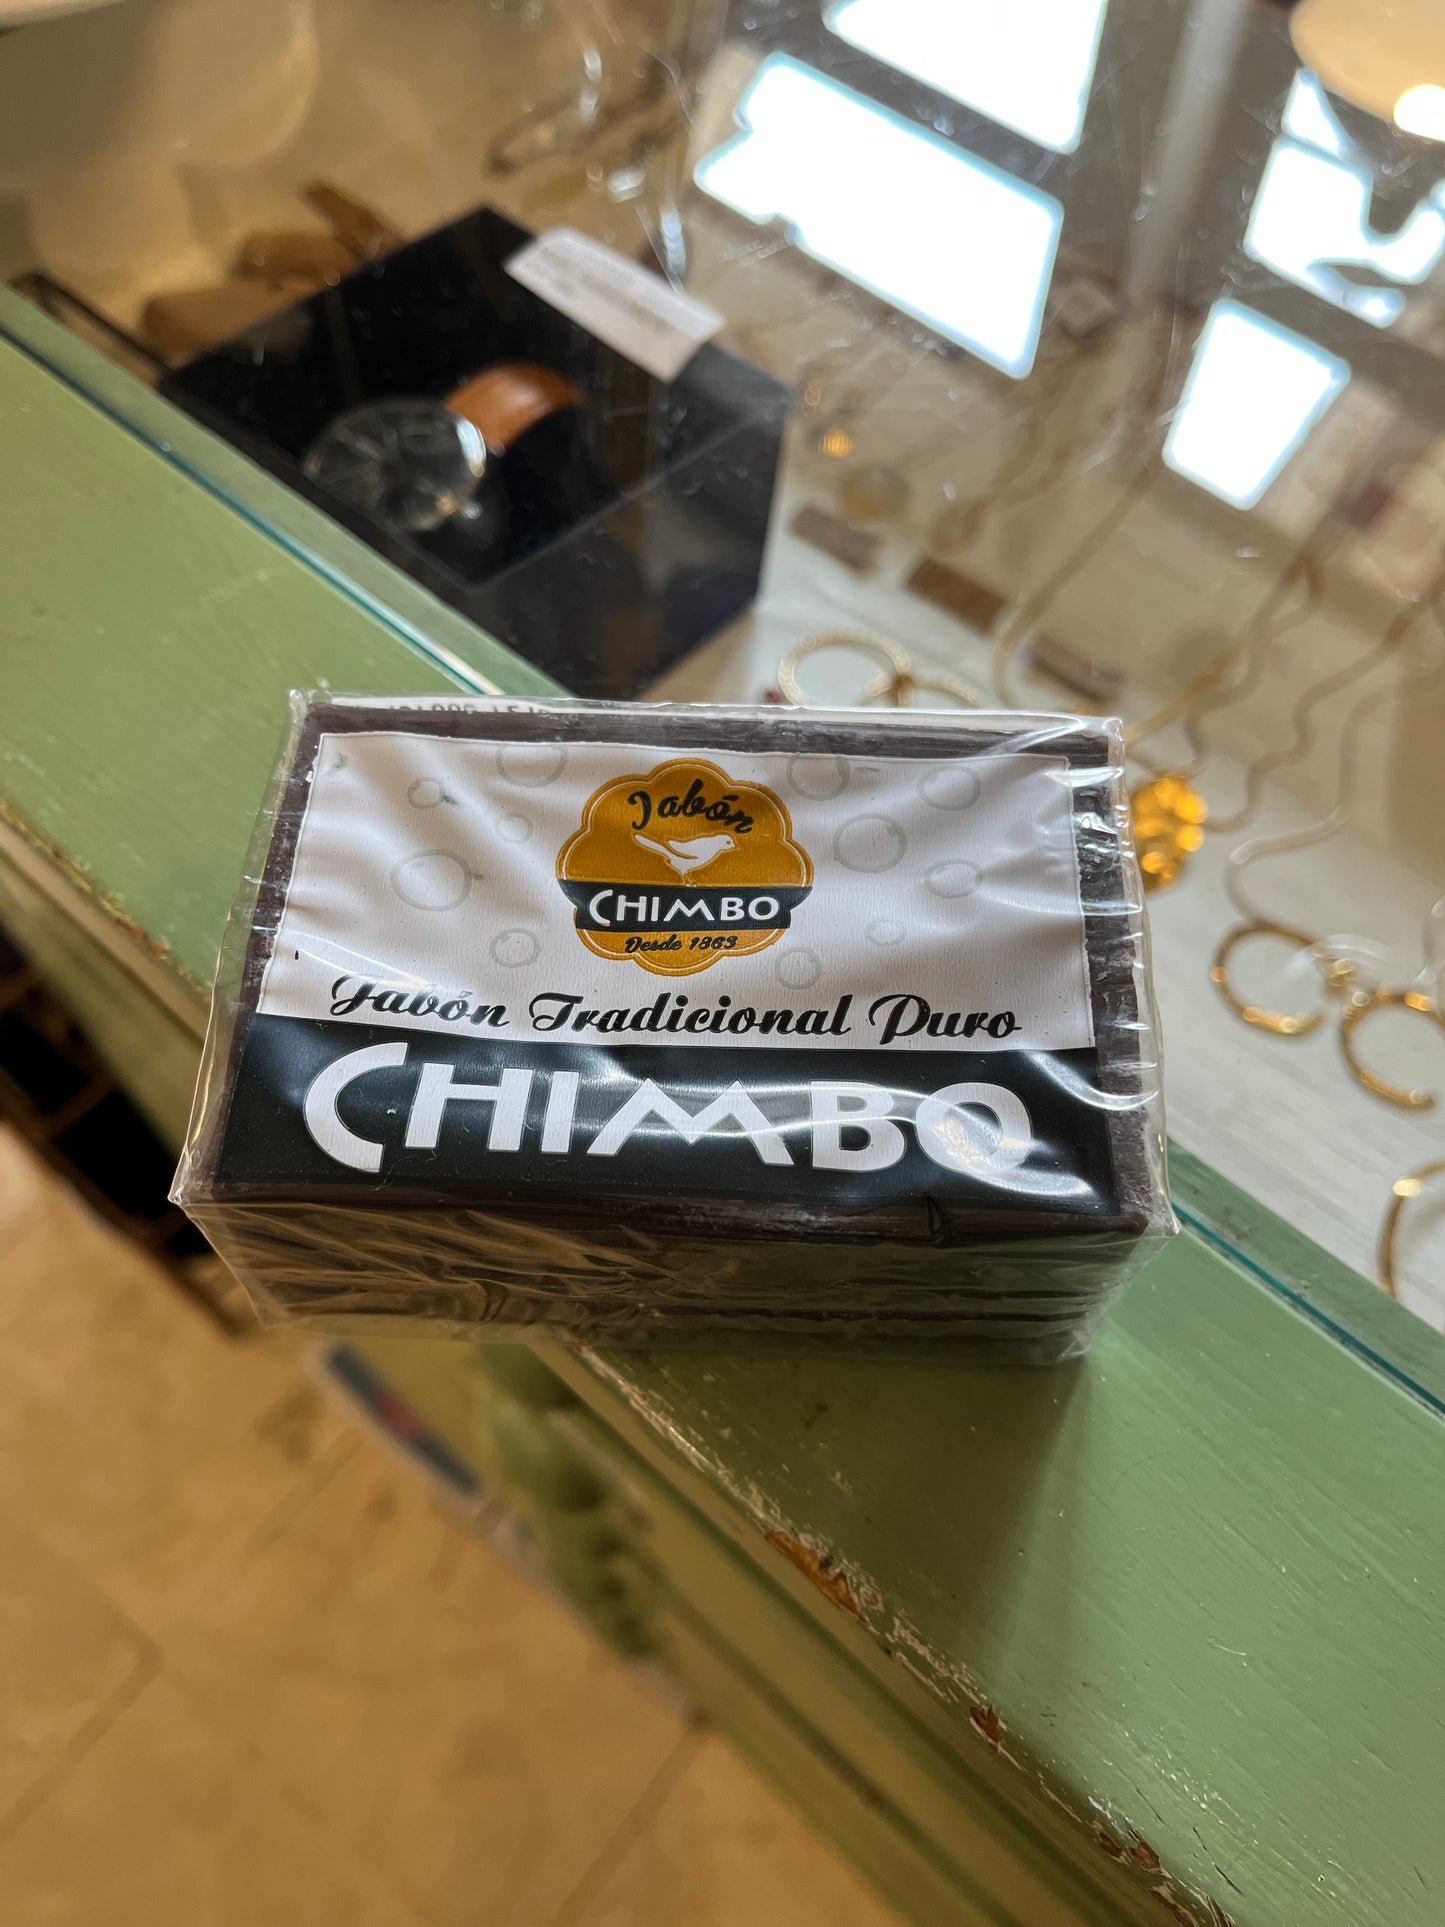 Jabón
CHIMBO
Desde 1863
Jabón Tradicional Puro
CHIMBO